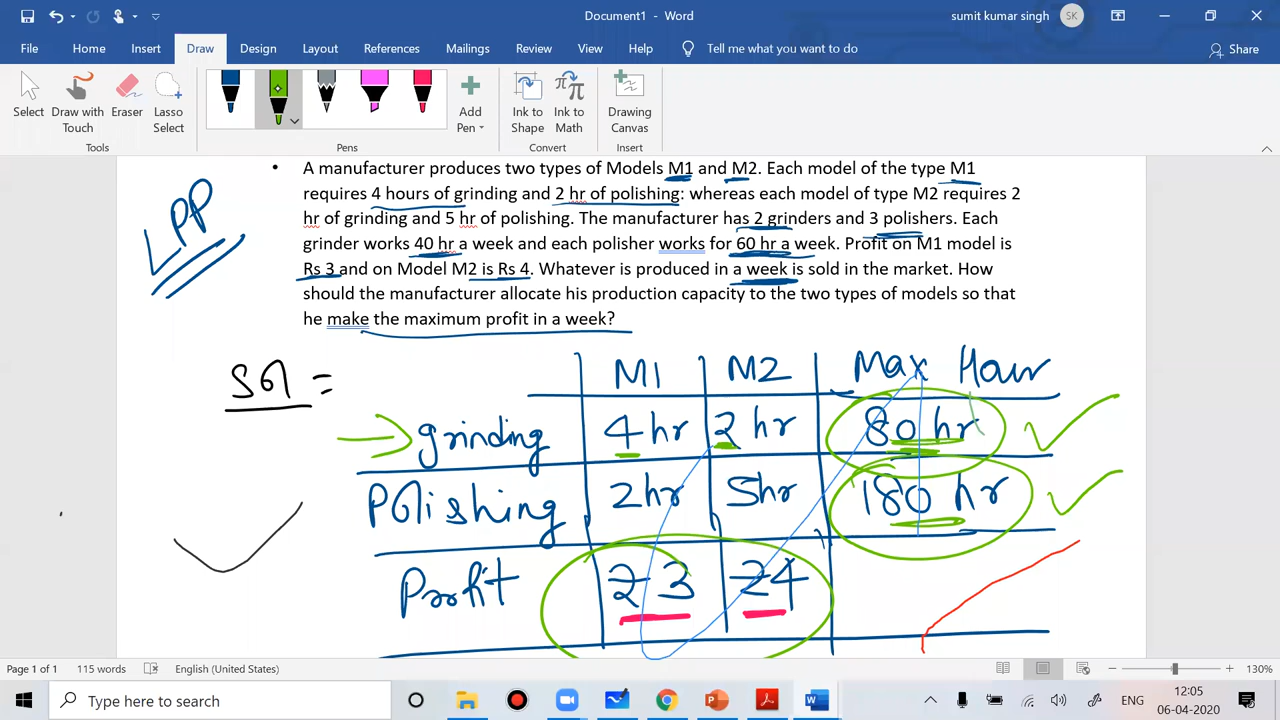 Document1 - Word
sumit kumar singh SK
File Home Insert Draw Design Layout References Mailings Review View Help Tell me what you want to do Share
Select Draw with Touch Eraser Lasso Select Add Pen Ink to Shape Ink to Math Drawing Canvas
Tools Pens Convert Insert
LPP
• A manufacturer produces two types of Models M1 and M2. Each model of the type M1
requires 4 hours of grinding and 2 hr of polishing: whereas each model of type M2 requires 2
hr of grinding and 5 hr of polishing. The manufacturer has 2 grinders and 3 polishers. Each
grinder works 40 hr a week and each polisher works for 60 hr a week. Profit on M1 model is
Rs 3 and on Model M2 is Rs 4. Whatever is produced in a week is sold in the market. How
should the manufacturer allocate his production capacity to the two types of models so that
he make the maximum profit in a week?
Sol =
M1 M2 Max Hour
grinding 4 hr 2 hr 80 hr
Polishing 2hr 5hr 180 hr
Profit ₹3 ₹4
Page 1 of 1 115 words English (United States) 130%
Type here to search
ENG 12:05
06-04-2020